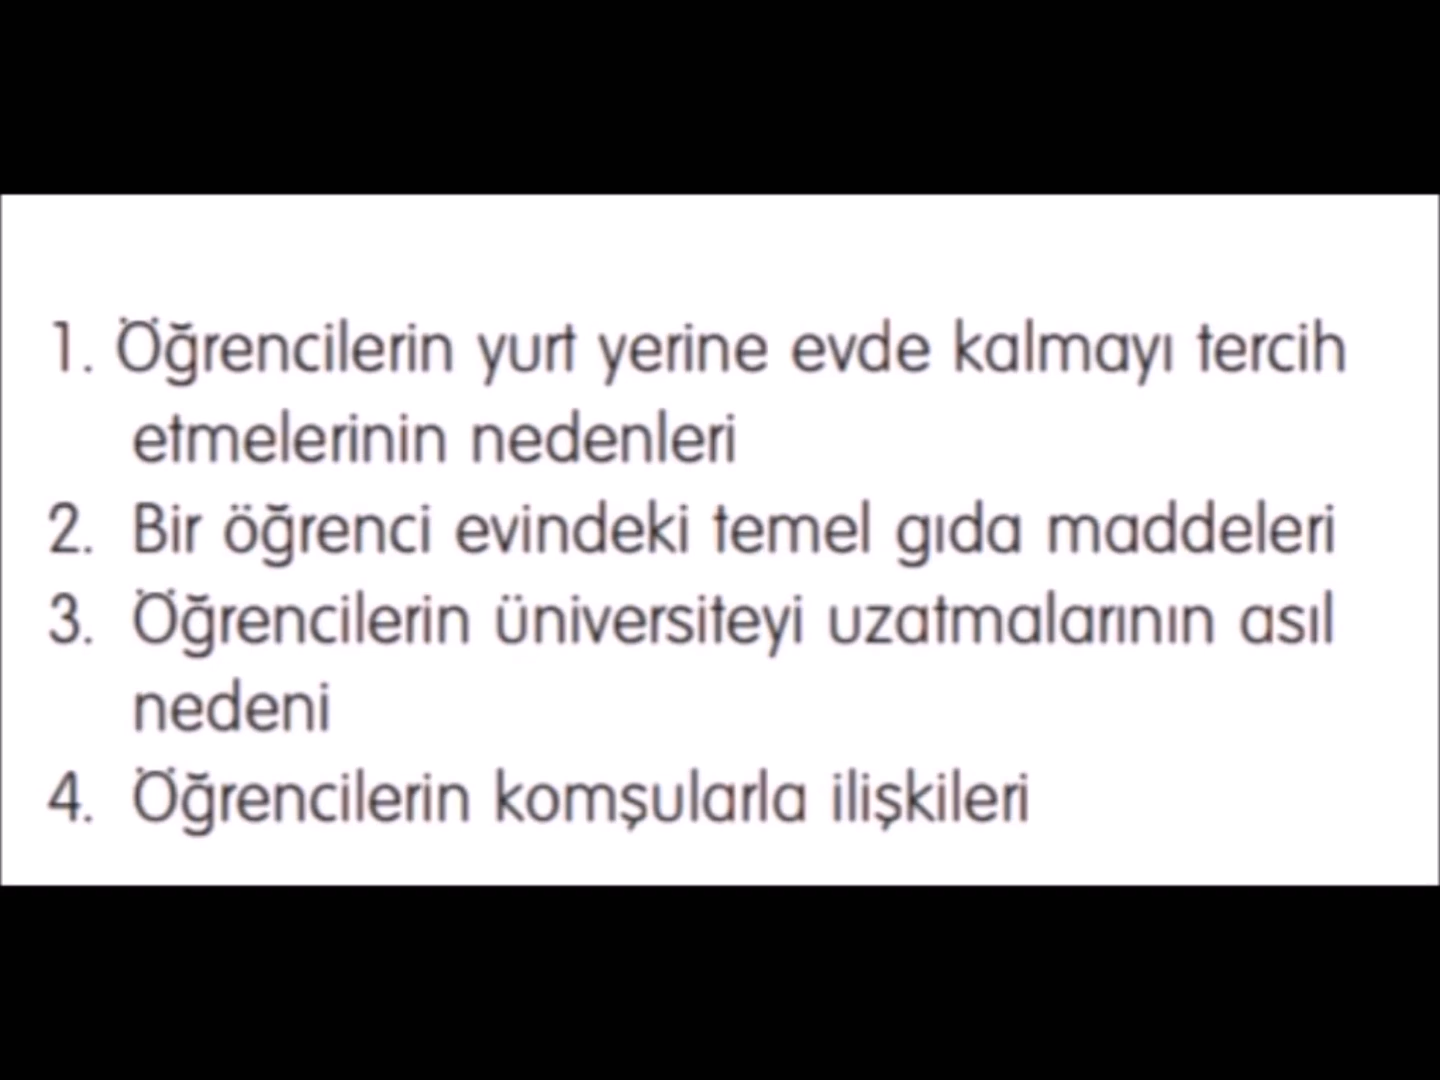 1. Öğrencilerin yurt yerine evde kalmayı tercih
etmelerinin nedenleri
2. Bir öğrenci evindeki temel gıda maddeleri
3. Öğrencilerin üniversiteyi uzatmalarının asıl
nedeni
4. Öğrencilerin komşularla ilişkileri